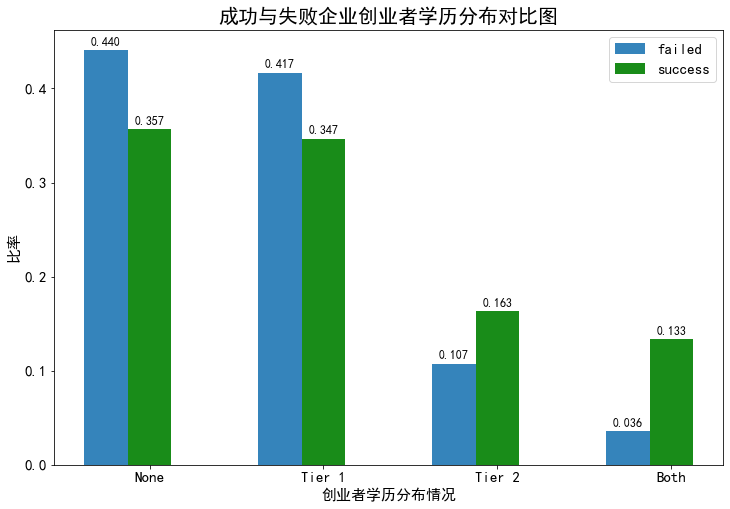 成功与失败企业创业者学历分布对比图
failed
success
0.440
0.357
0.417
0.347
0.107
0.163
0.036
0.133
0.4
0.3
0.2
0.1
0.0
比率
None
Tier 1
Tier 2
Both
创业者学历分布情况